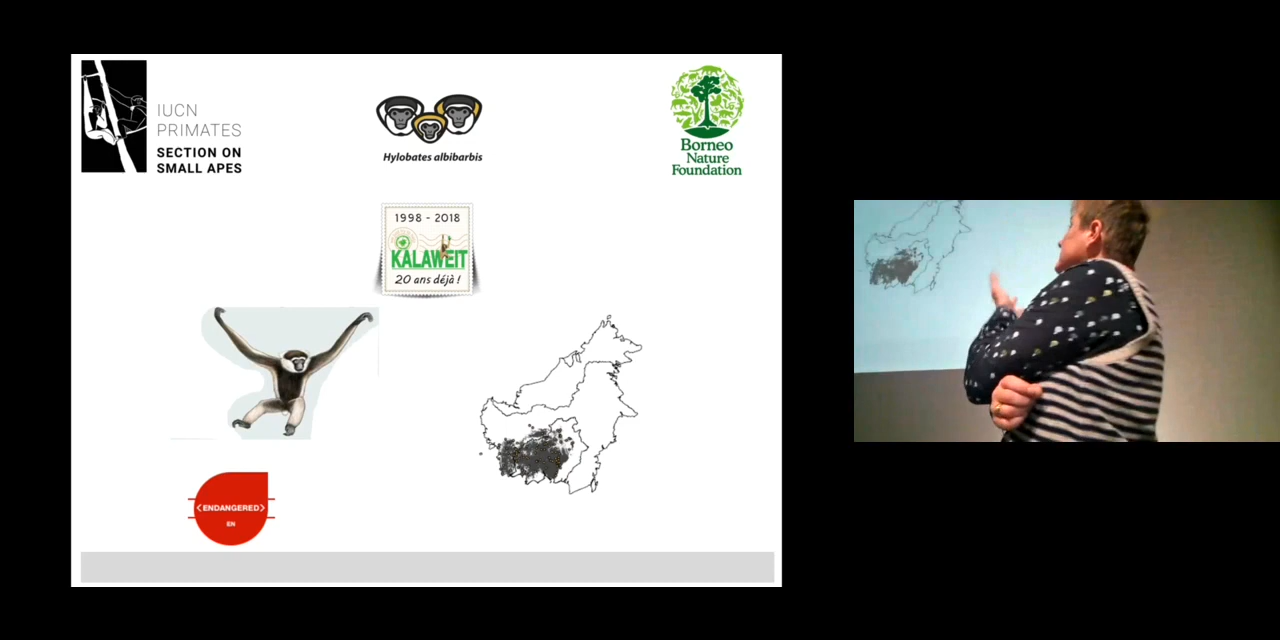 IUCN
PRIMATES
SECTION ON
SMALL APES
Hylobates albibarbis
Borneo
Nature
Foundation
1998 - 2018
KALAWEIT
20 ans déjà !
<ENDANGERED>
EN